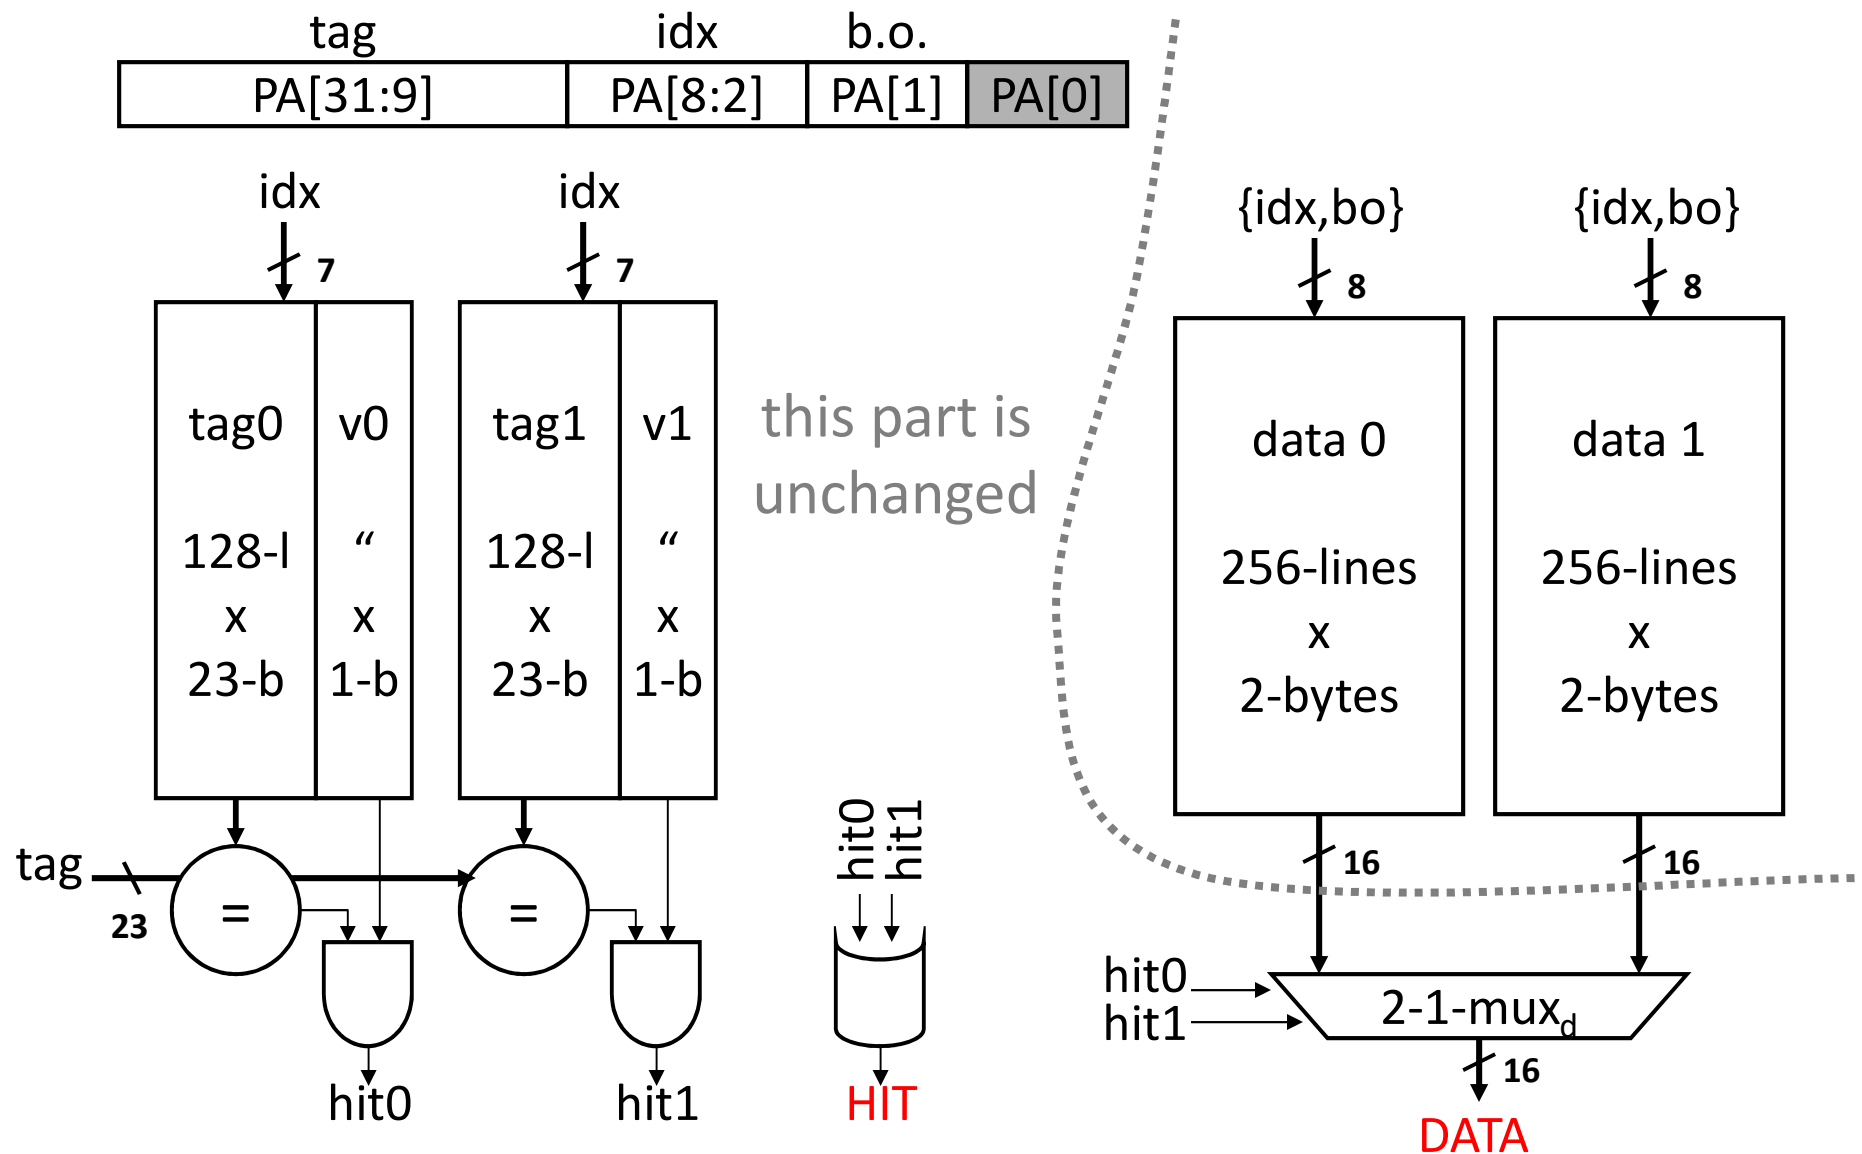 tag idx b.o.
PA[31:9] PA[8:2] PA[1] PA[0]
idx idx
7 7
{idx,bo} {idx,bo}
8 8
tag0 v0 tag1 v1
128-l “ 128-l “
x x x x
23-b 1-b 23-b 1-b
this part is
unchanged
data 0 data 1
256-lines 256-lines
x x
2-bytes 2-bytes
tag
23
= =
hit0
hit1
16 16
hit0
hit1
2-1-muxd
16
hit0 hit1 HIT
DATA